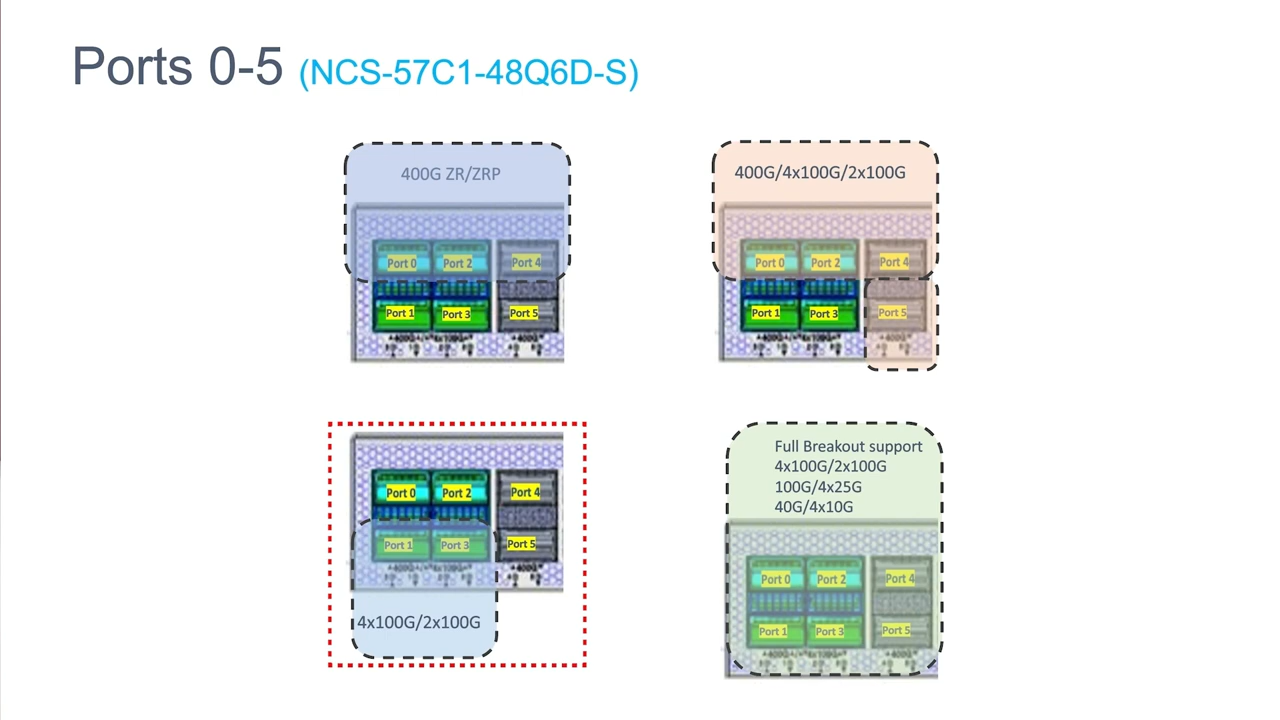 Ports 0-5 (NCS-57C1-48Q6D-S)
400G ZR/ZRP
Port 0 Port 2 Port 4
Port 1 Port 3 Port 5
400G/4x100G/2x100G
Port 0 Port 2 Port 4
Port 1 Port 3 Port 5
Port 0 Port 2 Port 4
Port 1 Port 3 Port 5
4x100G/2x100G
Full Breakout support
4x100G/2x100G
100G/4x25G
40G/4x10G
Port 0 Port 2 Port 4
Port 1 Port 3 Port 5